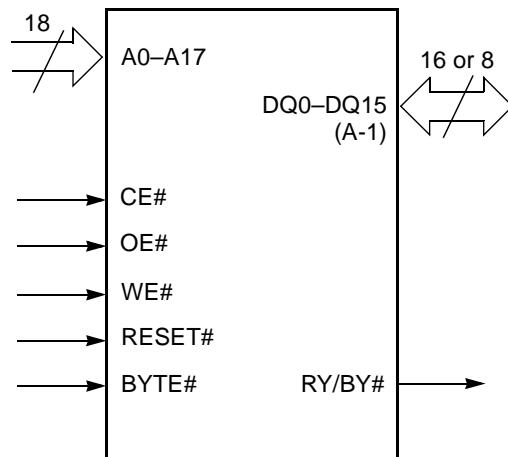 18
A0–A17
16 or 8
DQ0–DQ15
(A-1)
CE#
OE#
WE#
RESET#
BYTE#
RY/BY#